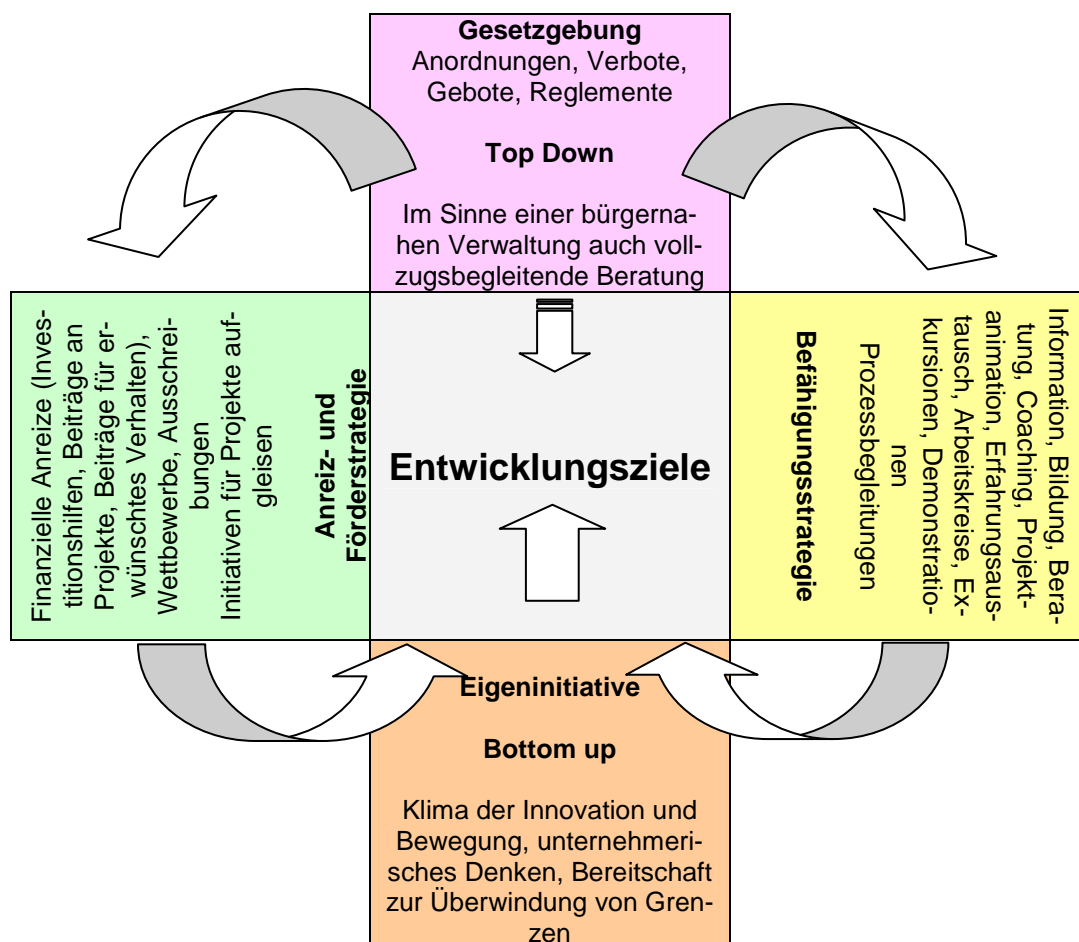 Gesetzgebung
Anordnungen, Verbote,
Gebote, Reglemente
Top Down
Im Sinne einer bürgerna-
hen Verwaltung auch voll-
zugsbegleitende Beratung
Finanzielle Anreize (Inves-
titionshilfen, Beiträge an
Projekte, Beiträge für er-
wünschtes Verhalten),
Wettbewerbe, Ausschrei-
bungen
Initiativen für Projekte auf-
gleisen
Anreiz- und
Förderstrategie
Entwicklungsziele
Befähigungsstrategie
Information, Bildung, Bera-
tung, Coaching, Projekt-
animation, Erfahrungsaus-
tausch, Arbeitskreise, Ex-
kursionen, Demonstratio-
nen
Prozessbegleitungen
Eigeninitiative
Bottom up
Klima der Innovation und
Bewegung, unternehmeri-
sches Denken, Bereitschaft
zur Überwindung von Gren-
zen